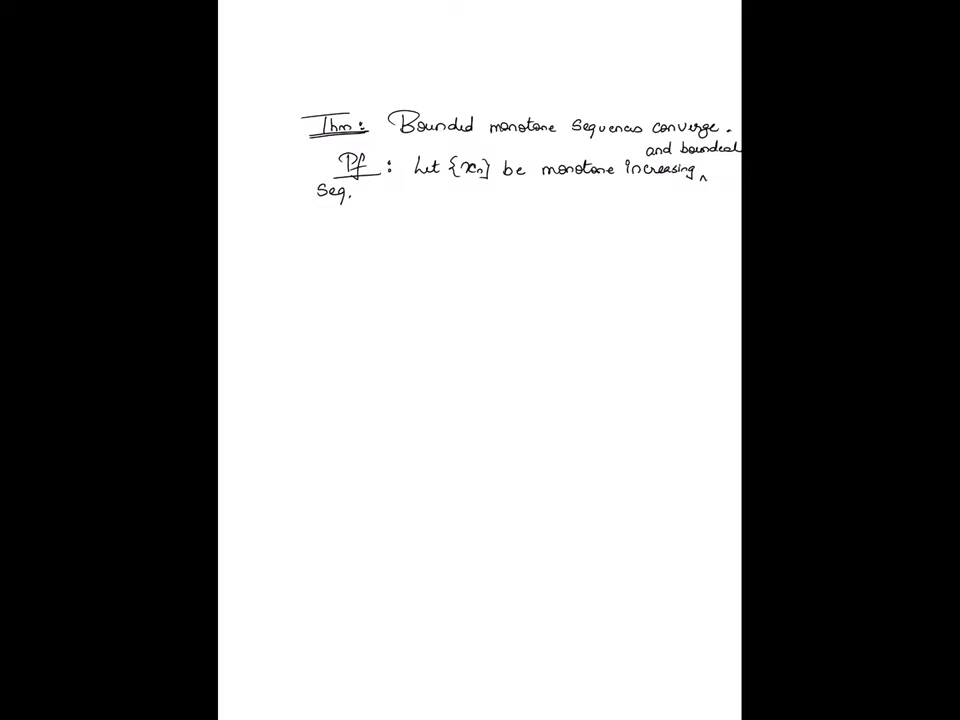 Thm: Bounded monotone sequences converge.
and bounded
Pf: Let {xn} be monotone increasing ^
seq.